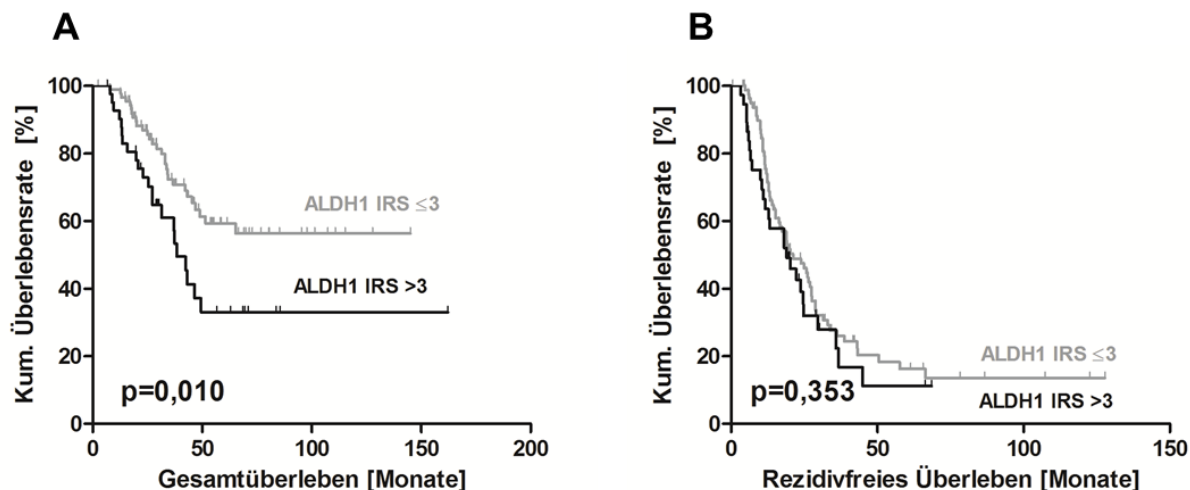 A
Kum. Überlebensrate [%]
100
80
60
40
20
0
ALDH1 IRS ≤3
ALDH1 IRS >3
p=0,010
0 50 100 150 200
Gesamtüberleben [Monate]
B
Kum. Überlebensrate [%]
100
80
60
40
20
0
ALDH1 IRS ≤3
p=0,353
ALDH1 IRS >3
0 50 100 150
Rezidivfreies Überleben [Monate]